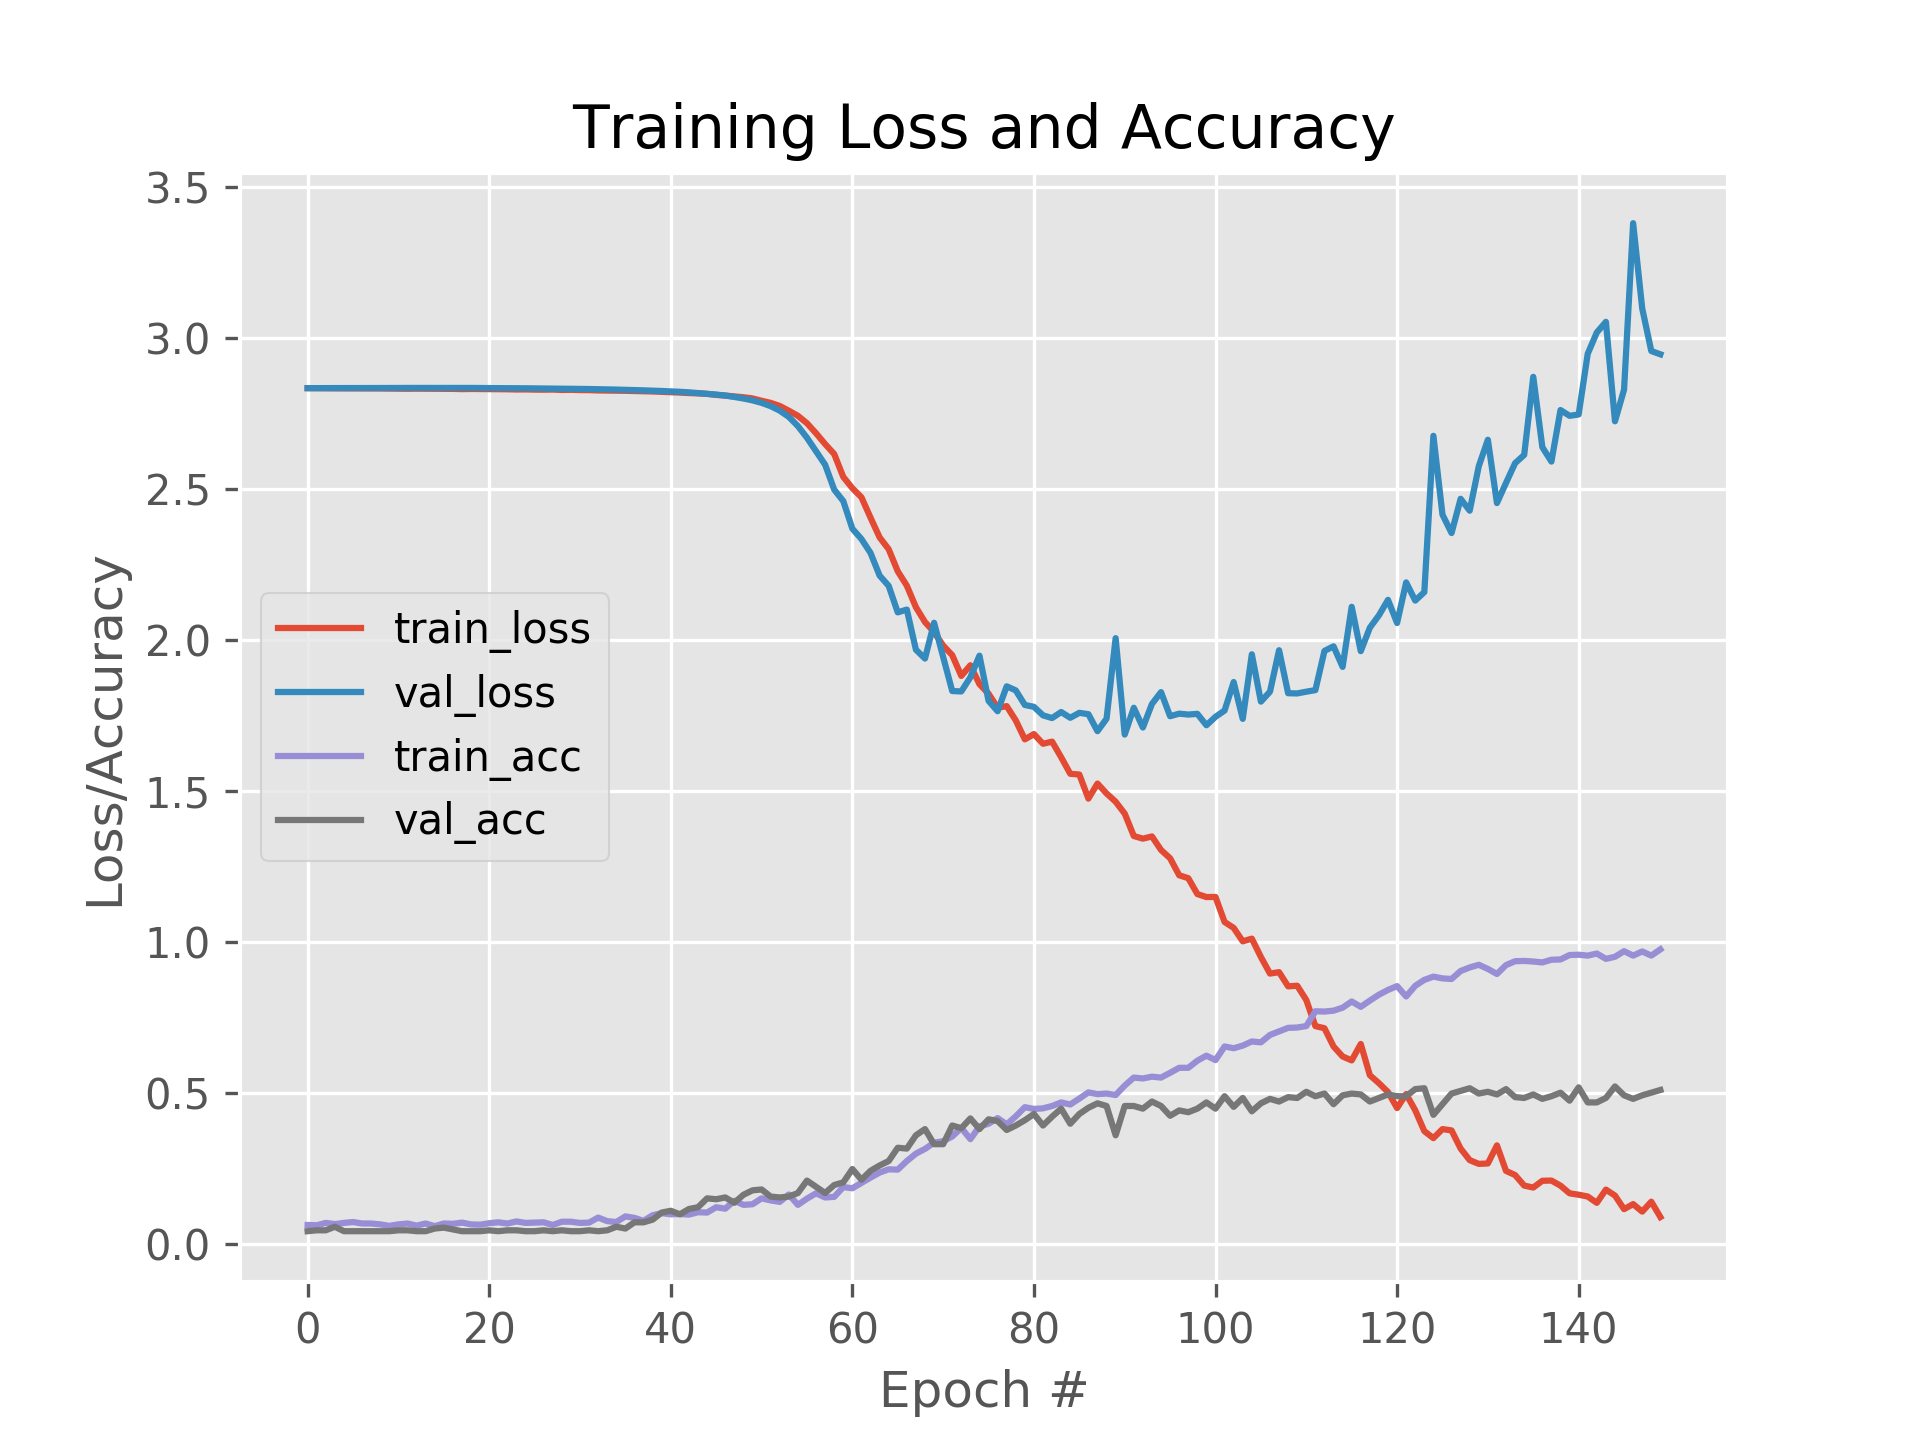 Training Loss and Accuracy
3.5
3.0
2.5
2.0
1.5
1.0
0.5
0.0
Loss/Accuracy
train_loss
val_loss
train_acc
val_acc
0 20 40 60 80 100 120 140
Epoch #